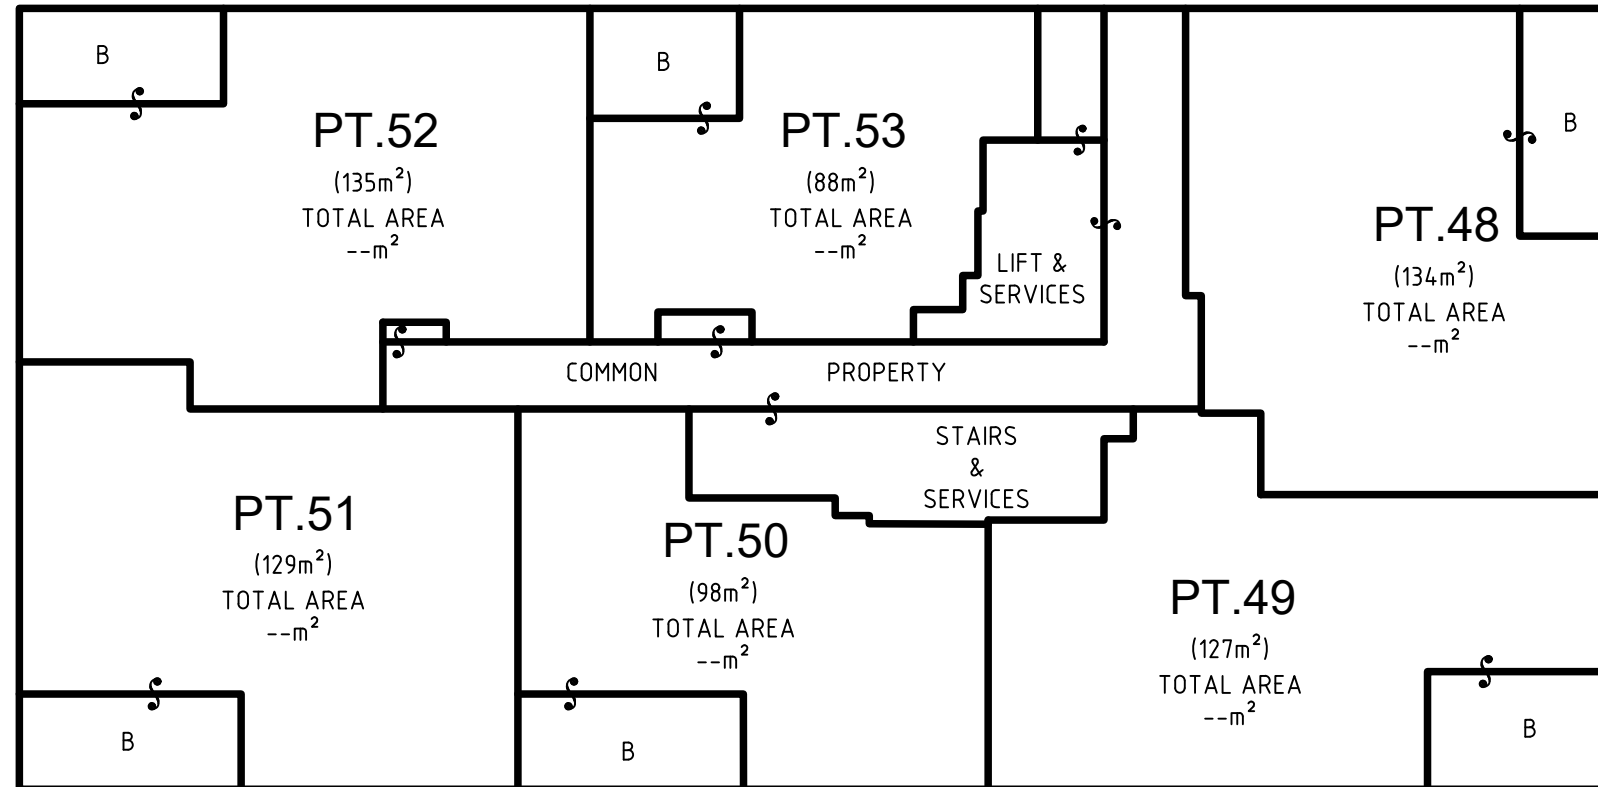 B
PT.52
(135m²)
TOTAL AREA
--m²
B
PT.53
(88m²)
TOTAL AREA
--m²
LIFT &
SERVICES
B
PT.48
(134m²)
TOTAL AREA
--m²
COMMON PROPERTY
STAIRS
&
SERVICES
PT.51
(129m²)
TOTAL AREA
--m²
B
PT.50
(98m²)
TOTAL AREA
--m²
B
PT.49
(127m²)
TOTAL AREA
--m²
B